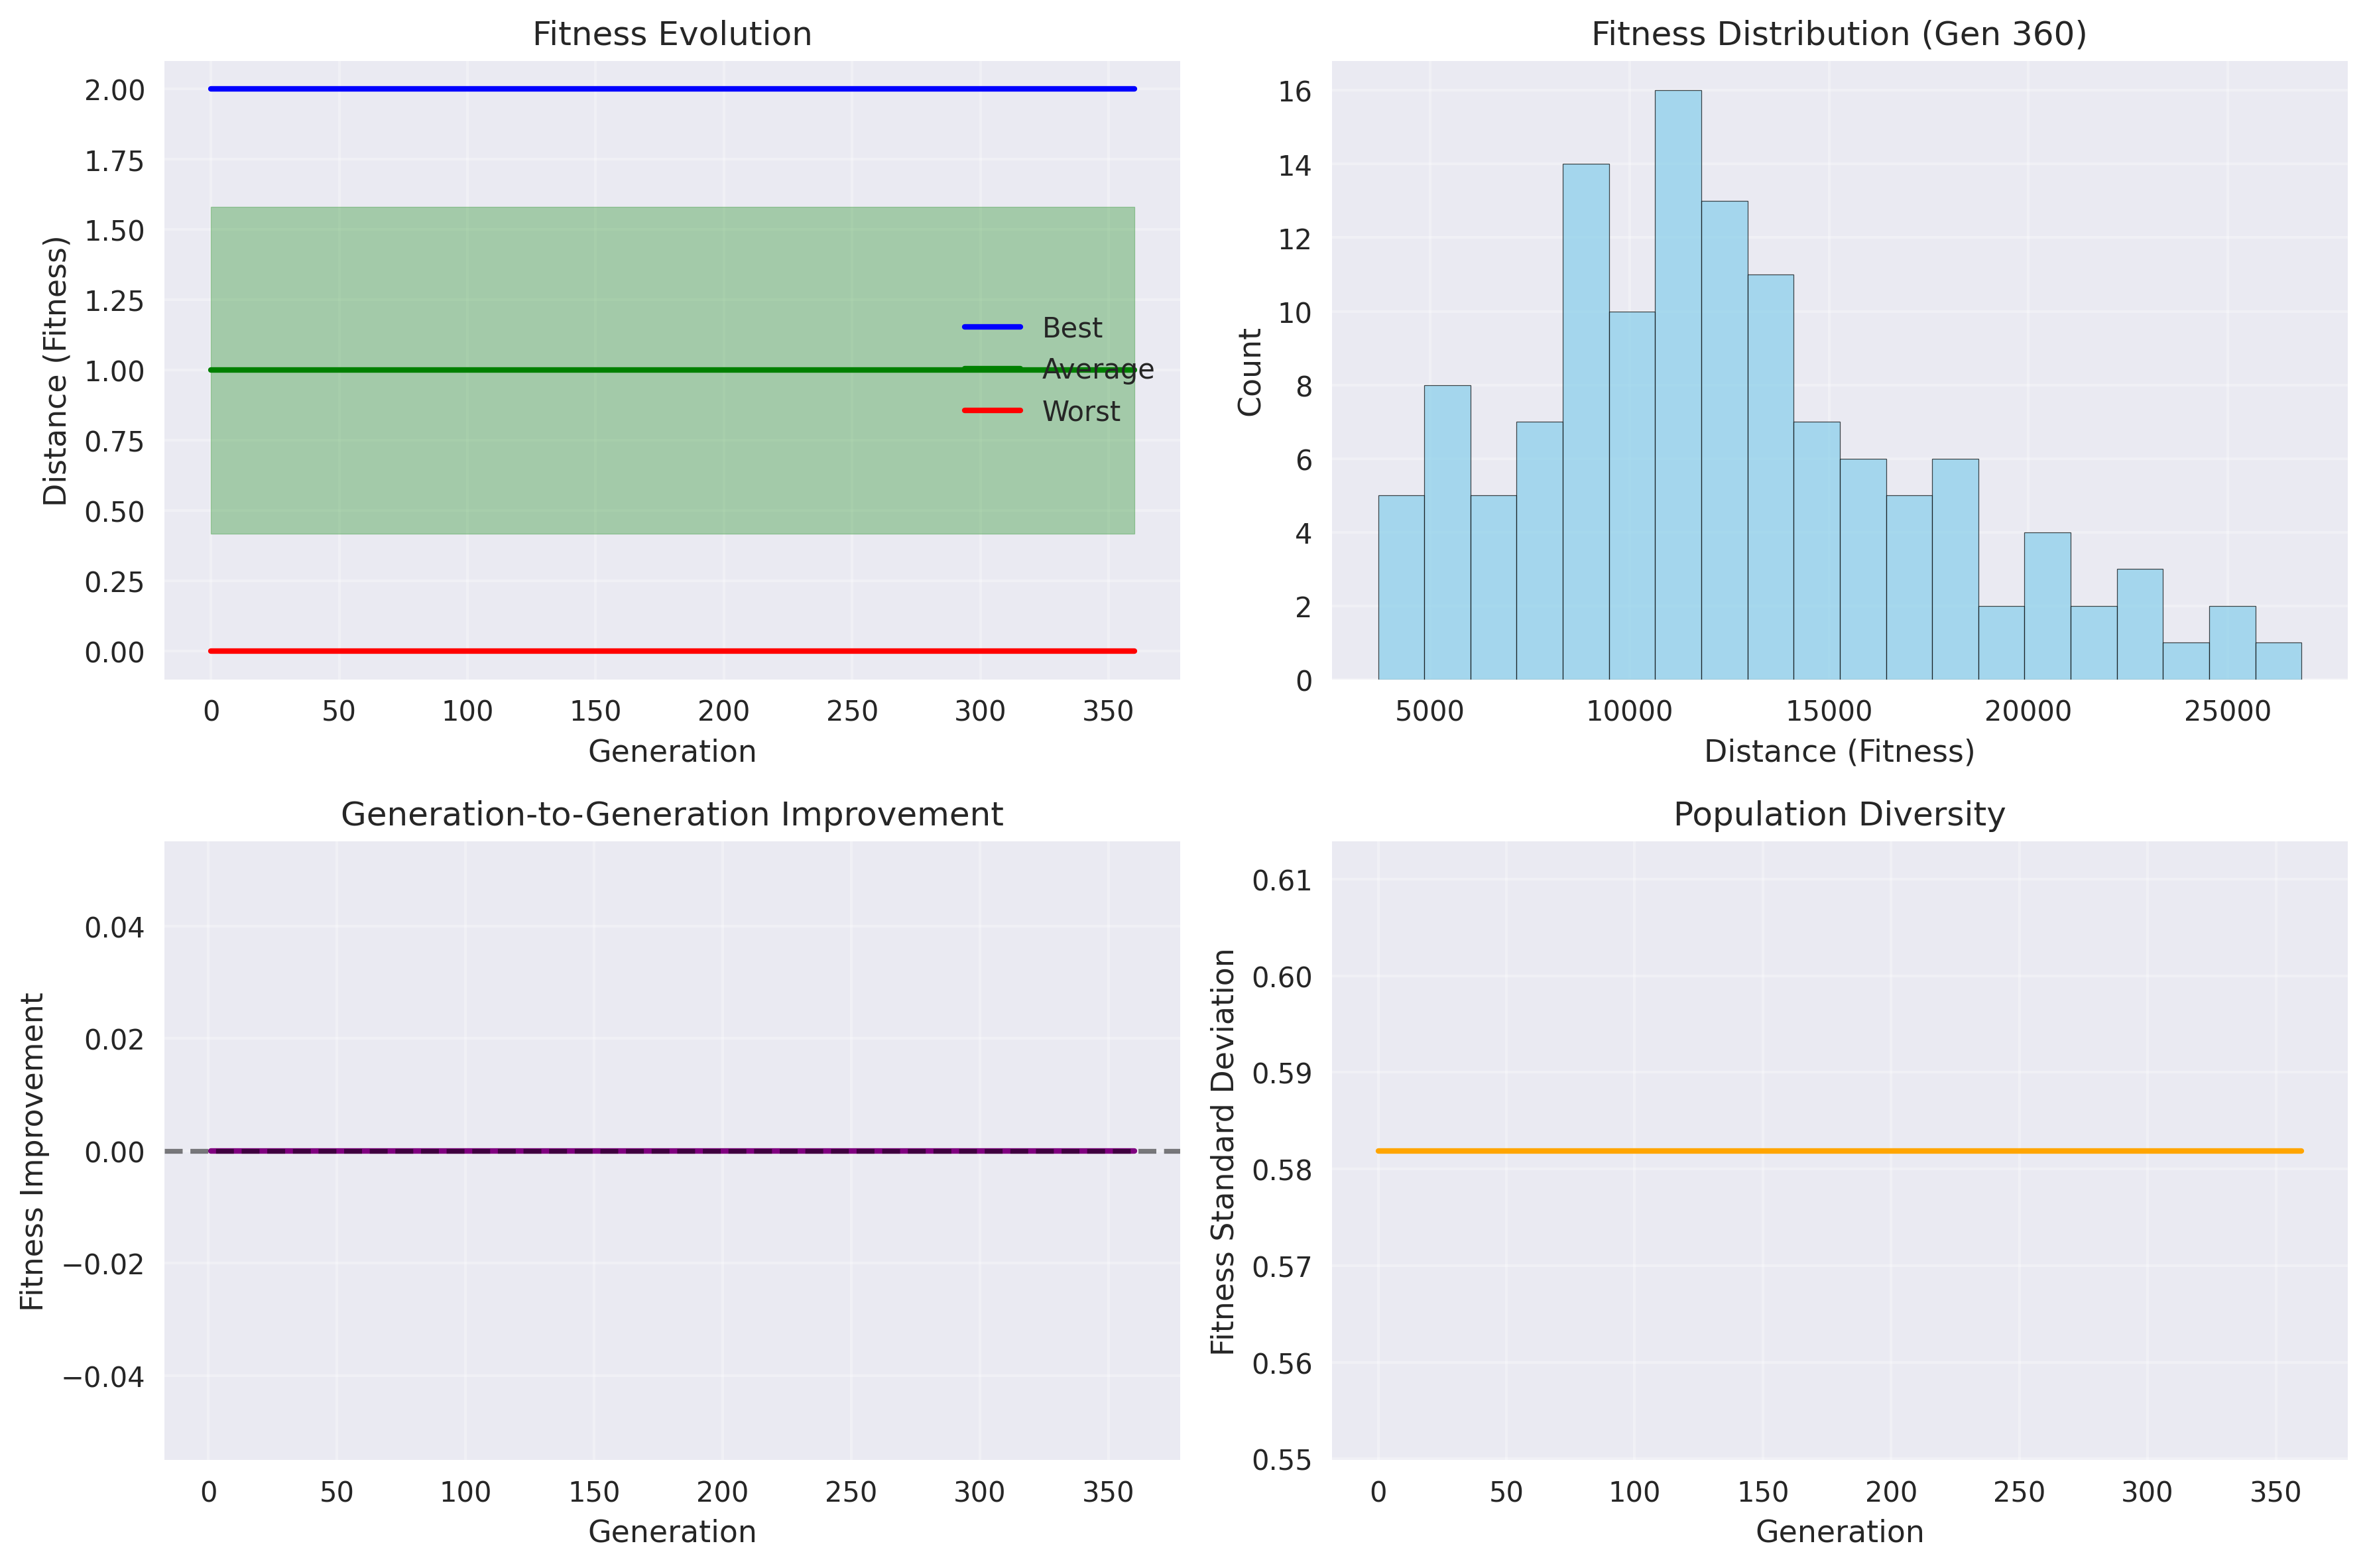 Fitness Evolution
Distance (Fitness)
2.00
1.75
1.50
1.25
1.00
0.75
0.50
0.25
0.00
Best
Average
Worst
0 50 100 150 200 250 300 350
Generation
Fitness Distribution (Gen 360)
Count
16
14
12
10
8
6
4
2
0
5000 10000 15000 20000 25000
Distance (Fitness)
Generation-to-Generation Improvement
Fitness Improvement
0.04
0.02
0.00
−0.02
−0.04
0 50 100 150 200 250 300 350
Generation
Population Diversity
Fitness Standard Deviation
0.61
0.60
0.59
0.58
0.57
0.56
0.55
0 50 100 150 200 250 300 350
Generation